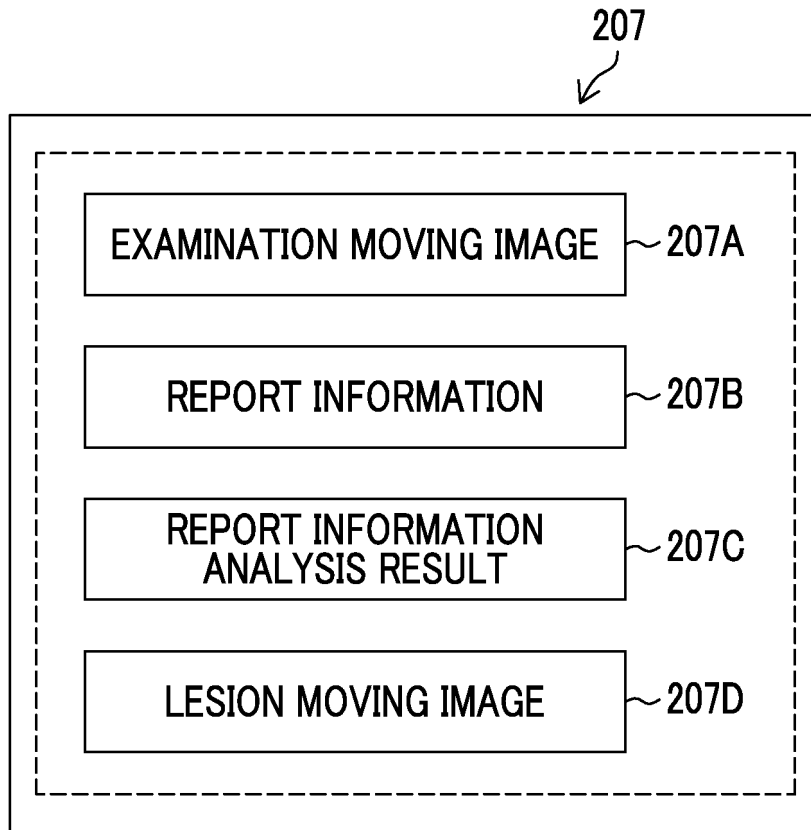 207
EXAMINATION MOVING IMAGE
207A
REPORT INFORMATION
207B
REPORT INFORMATION
ANALYSIS RESULT
207C
LESION MOVING IMAGE
207D